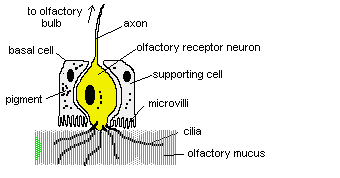 to olfactory
bulb
axon
basal cell
olfactory receptor neuron
supporting cell
pigment
microvilli
cilia
olfactory mucus